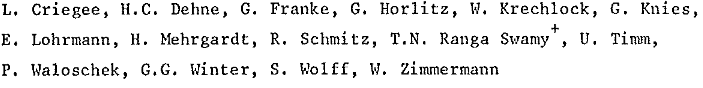 L. Criegee, H.C. Dehne, G. Franke, G. Horlitz, W. Krechlock, G. Knies,
E. Lohrmann, H. Mehrgardt, R. Schmitz, T.N. Ranga Swamy+, U. Timm,
P. Waloschek, G.G. Winter, S. Wolff, W. Zimmermann